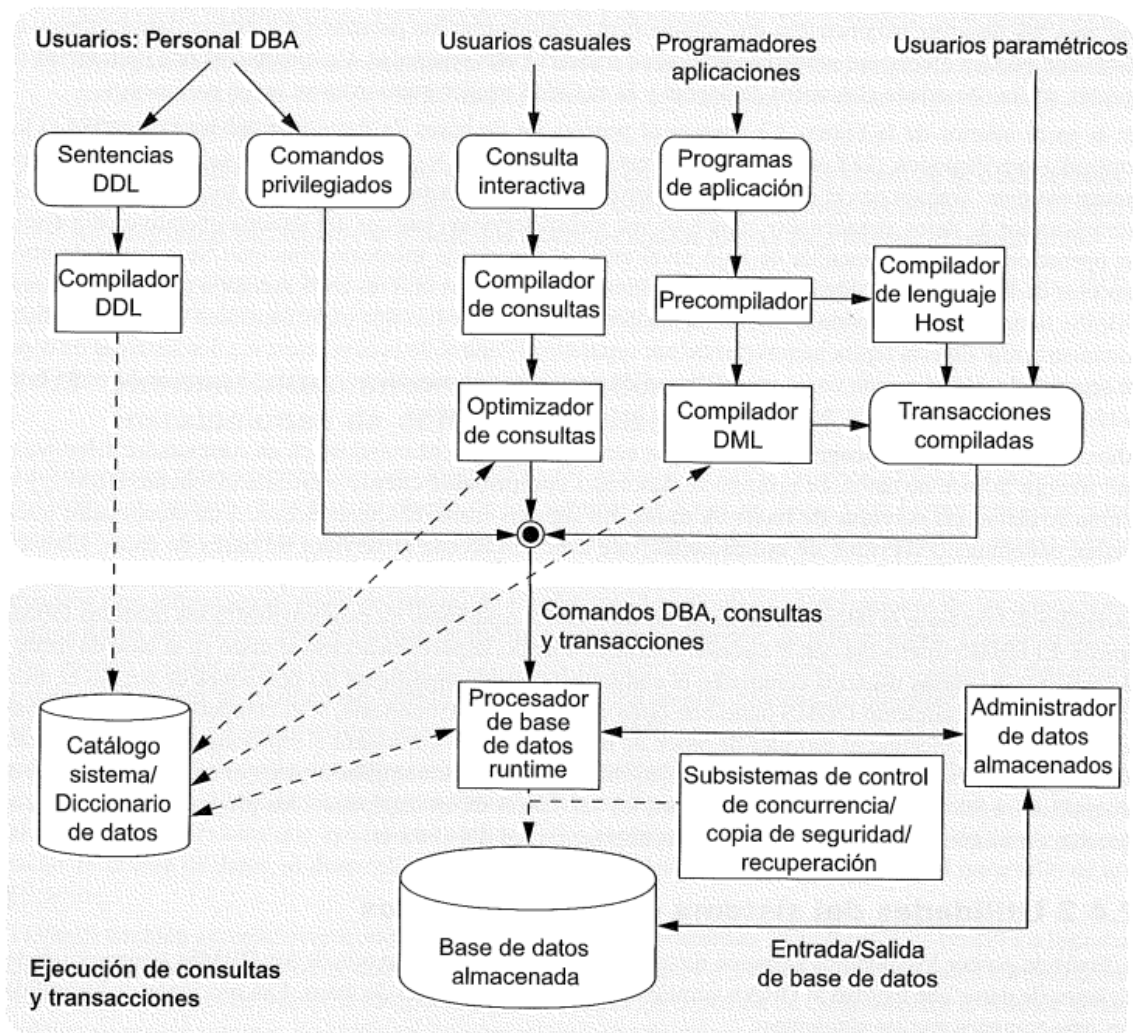 Usuarios: Personal DBA
Usuarios casuales
Programadores
aplicaciones
Usuarios paramétricos
Sentencias
DDL
Comandos
privilegiados
Consulta
interactiva
Programas
de aplicación
Compilador
DDL
Compilador
de consultas
Precompilador
Compilador
de lenguaje
Host
Optimizador
de consultas
Compilador
DML
Transacciones
compiladas
Comandos DBA, consultas
y transacciones
Catálogo
sistema/
Diccionario
de datos
Procesador
de base
de datos
runtime
Administrador
de datos
almacenados
Subsistemas de control
de concurrencia/
copia de seguridad/
recuperación
Base de datos
almacenada
Entrada/Salida
de base de datos
Ejecución de consultas
y transacciones